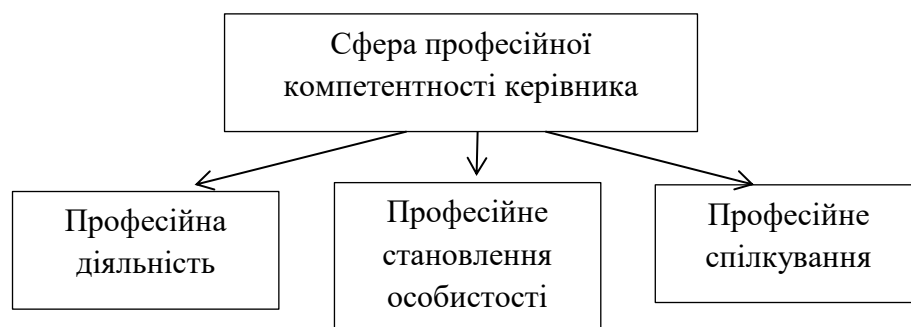 Сфера професійної
компетентності керівника
Професійна
діяльність
Професійне
становлення
особистості
Професійне
спілкування